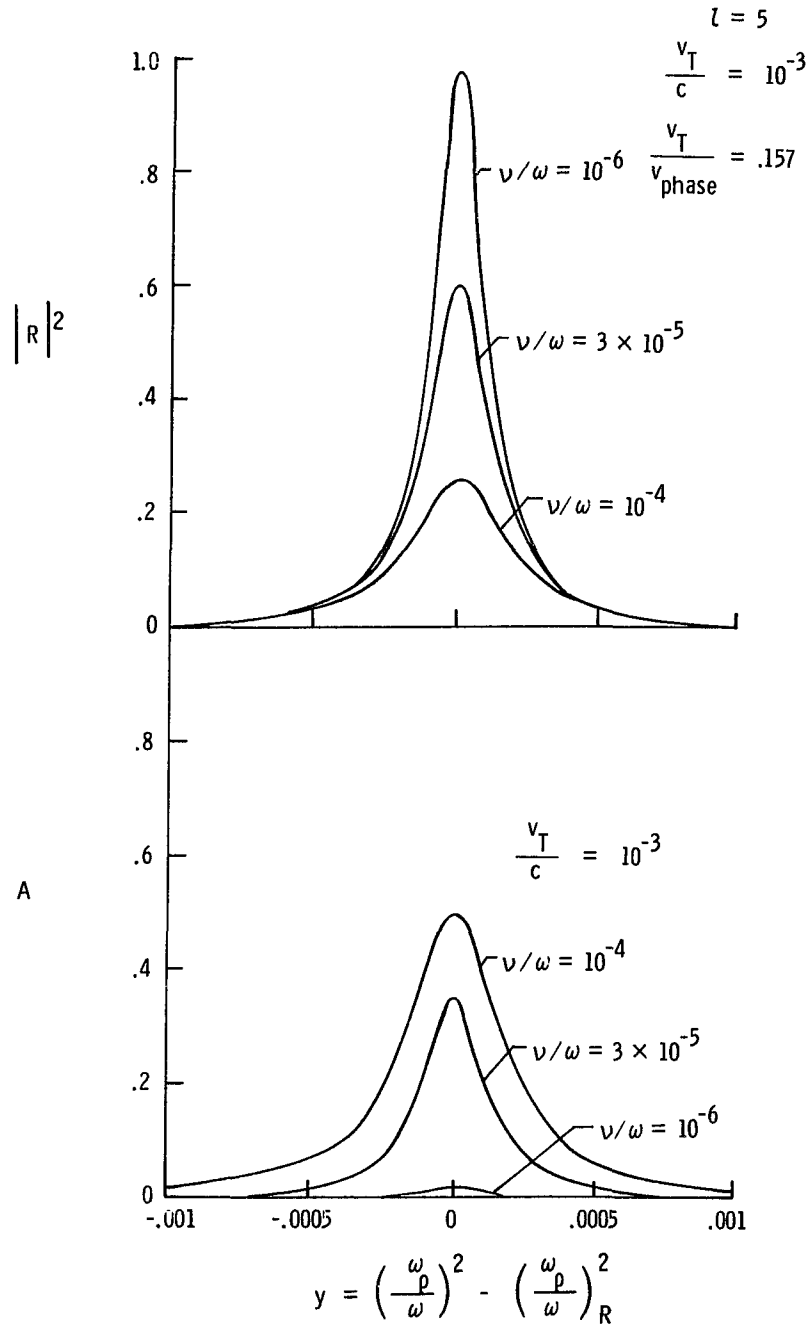 l = 5
v_T / c = 10^-3
v_T / v_phase = .157
1.0
.8
.6
.4
.2
0
|R|^2
ν/ω = 10^-6
ν/ω = 3 × 10^-5
ν/ω = 10^-4
.8
.6
.4
.2
0
A
v_T / c = 10^-3
ν/ω = 10^-4
ν/ω = 3 × 10^-5
ν/ω = 10^-6
-.001
-.0005
0
.0005
.001
y = (ω_p / ω)^2 - (ω_p / ω)^2_R